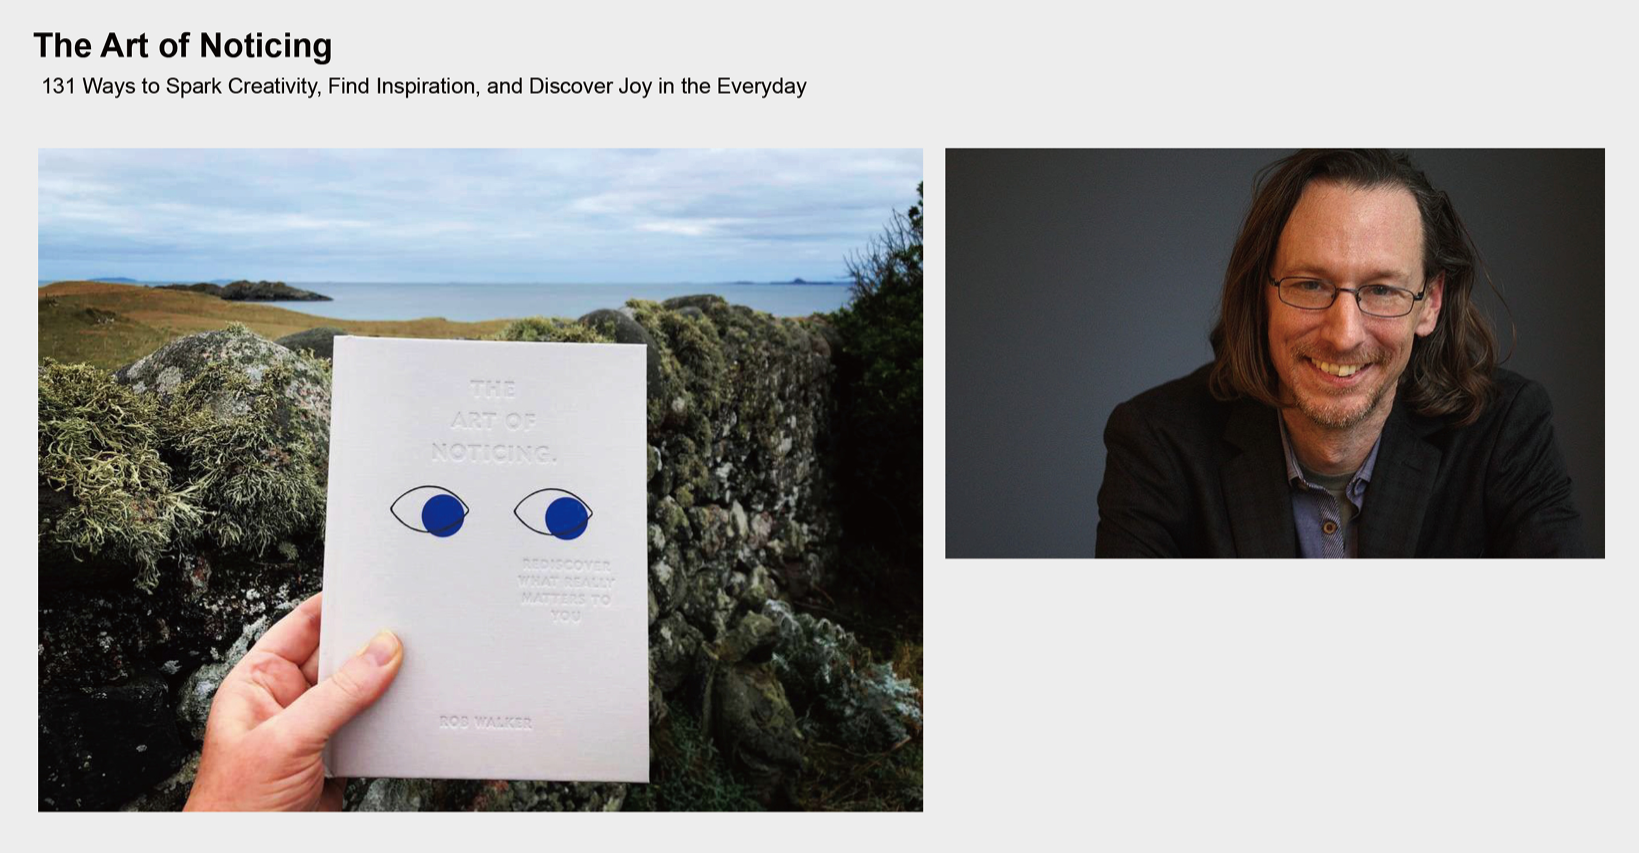 The Art of Noticing
131 Ways to Spark Creativity, Find Inspiration, and Discover Joy in the Everyday
THE
ART OF
NOTICING.
REDISCOVER
WHAT REALLY
MATTERS TO
YOU
ROB WALKER